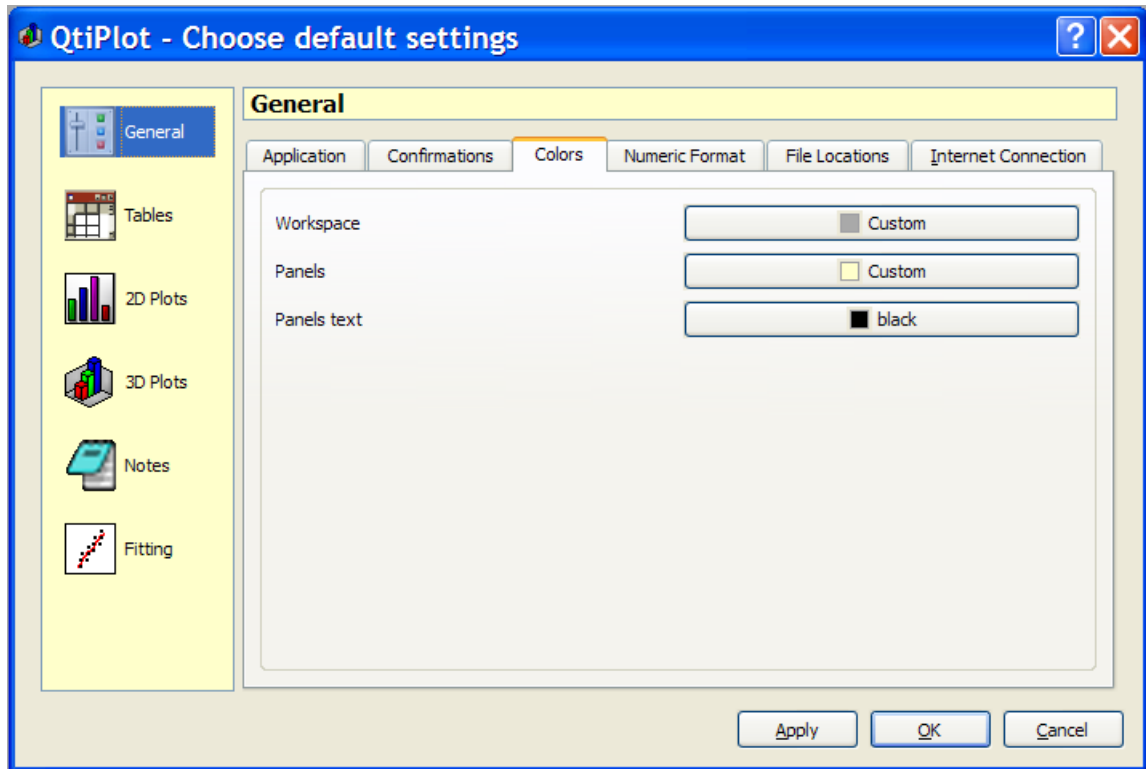 QtiPlot - Choose default settings
General
Tables
2D Plots
3D Plots
Notes
Fitting
General
Application Confirmations Colors Numeric Format File Locations Internet Connection
Workspace Custom
Panels Custom
Panels text black
Apply OK Cancel